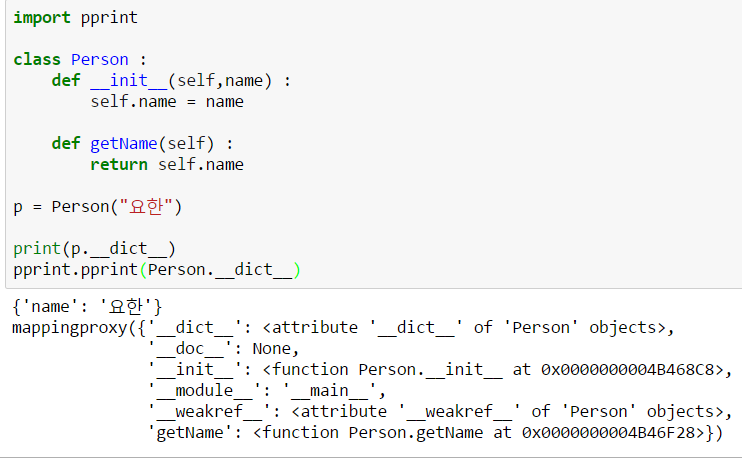 import pprint
class Person :
    def __init__(self,name) :
        self.name = name
    def getName(self) :
        return self.name
p = Person("요한")
print(p.__dict__)
pprint.pprint(Person.__dict__)
{'name': '요한'}
mappingproxy({'__dict__': <attribute '__dict__' of 'Person' objects>,
              '__doc__': None,
              '__init__': <function Person.__init__ at 0x0000000004B468C8>,
              '__module__': '__main__',
              '__weakref__': <attribute '__weakref__' of 'Person' objects>,
              'getName': <function Person.getName at 0x0000000004B46F28>})